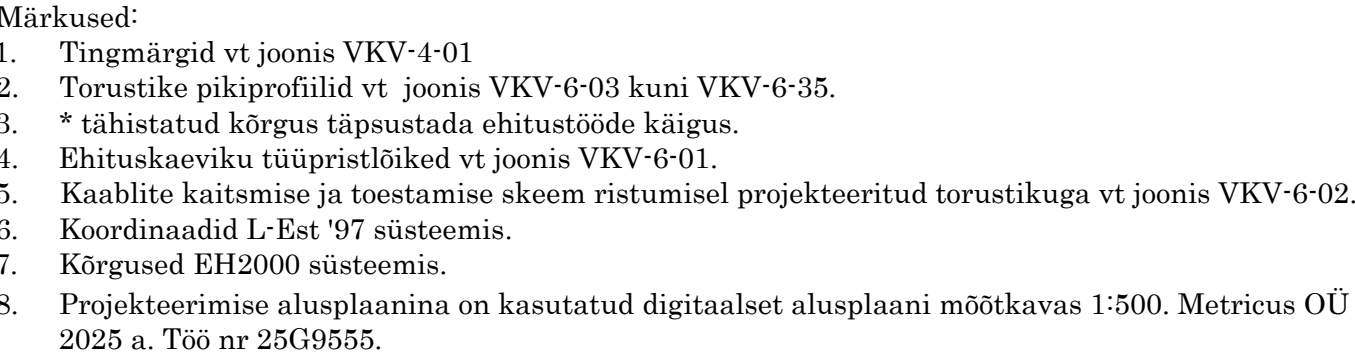 Märkused:
1. Tingmärgid vt joonis VKV-4-01
2. Torustike pikiprofiilid vt joonis VKV-6-03 kuni VKV-6-35.
3. * tähistatud kõrgus täpsustada ehitustööde käigus.
4. Ehituskaeviku tüüpristlõiked vt joonis VKV-6-01.
5. Kaablite kaitsmise ja toestamise skeem ristumisel projekteeritud torustikuga vt joonis VKV-6-02.
6. Koordinaadid L-Est '97 süsteemis.
7. Kõrgused EH2000 süsteemis.
8. Projekteerimise alusplaanina on kasutatud digitaalset alusplaani mõõtkavas 1:500. Metricus OÜ
2025 a. Töö nr 25G9555.